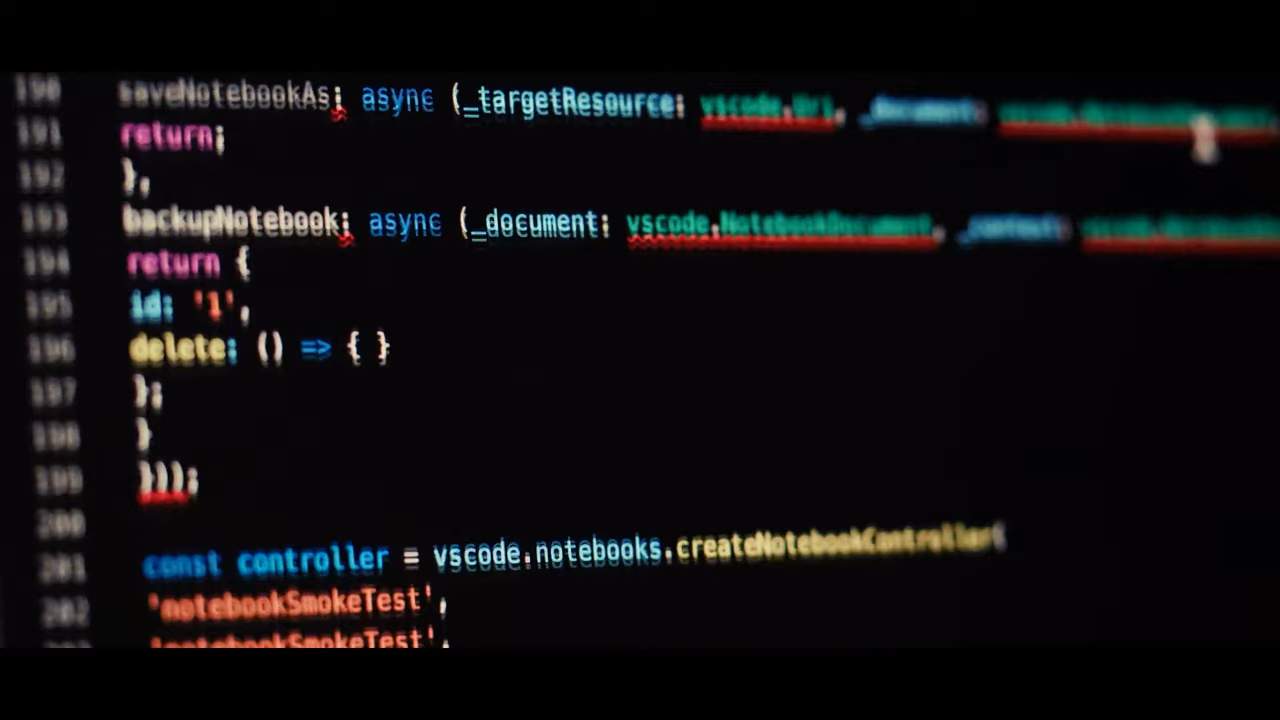 190 saveNotebookAs: async (_targetResource: vscode.Uri, _document:
191 return;
192 },
193 backupNotebook: async (_document: vscode.NotebookDocument, _context:
194 return {
195 id: '1',
196 delete: () => { }
197 };
198 }
199 }));
200
201 const controller = vscode.notebooks.createNotebookController(
202 'notebookSmokeTest',
203 'notebookSmokeTest',